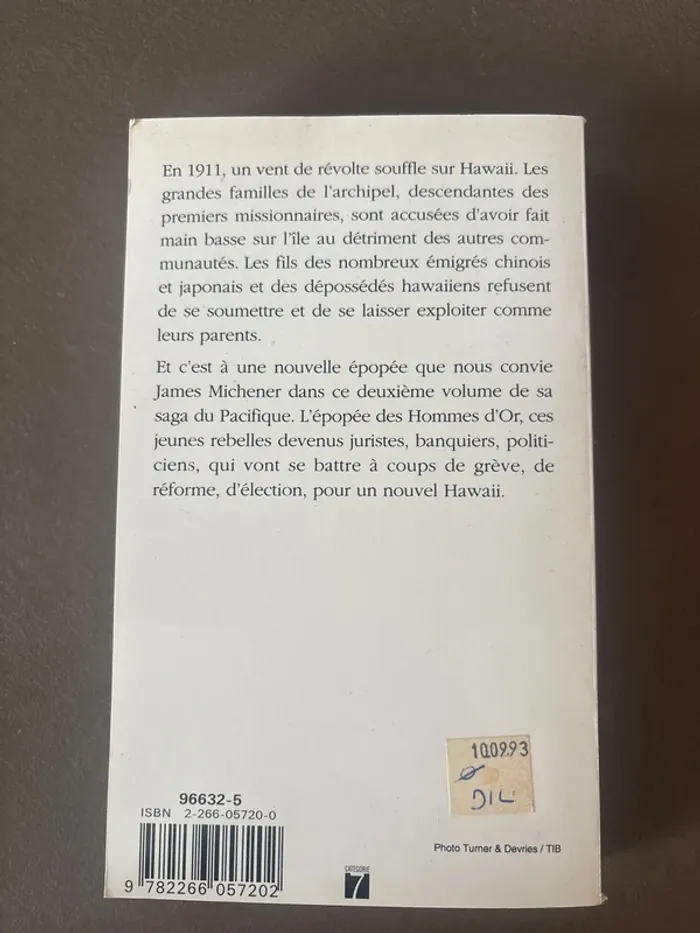 En 1911, un vent de révolte souffle sur Hawaii. Les
grandes familles de l'archipel, descendantes des
premiers missionnaires, sont accusées d'avoir fait
main basse sur l'île au détriment des autres com-
munautés. Les fils des nombreux émigrés chinois
et japonais et des dépossédés hawaiiens refusent
de se soumettre et de se laisser exploiter comme
leurs parents.
Et c'est à une nouvelle épopée que nous convie
James Michener dans ce deuxième volume de sa
saga du Pacifique. L'épopée des Hommes d'Or, ces
jeunes rebelles devenus juristes, banquiers, politi-
ciens, qui vont se battre à coups de grève, de
réforme, d'élection, pour un nouvel Hawaii.
100993
DIL
96632-5
ISBN 2-266-05720-0
9 782266 057202
CATÉGORIE
7
Photo Turner & Devries / TIB